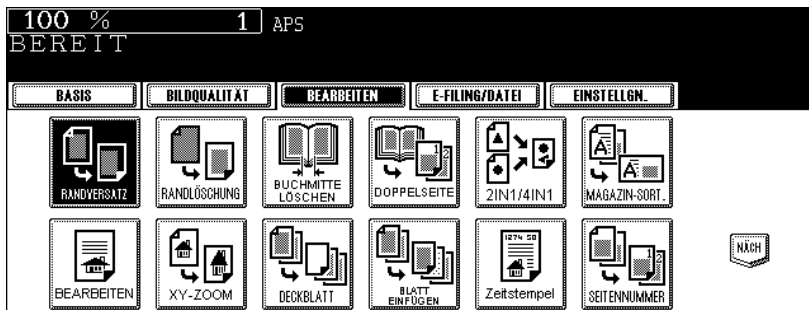 100 % 1 APS
BEREIT
BASIS BILDQUALITÄT BEARBEITEN E-FILING/DATEI EINSTELLGN.
RANDVERSATZ RANDLÖSCHUNG BUCHMITTE LÖSCHEN DOPPELSEITE 2IN1/4IN1 MAGAZIN-SORT.
BEARBEITEN XY-ZOOM DECKBLATT BLATT EINFÜGEN Zeitstempel SEITENNUMMER
NÄCH